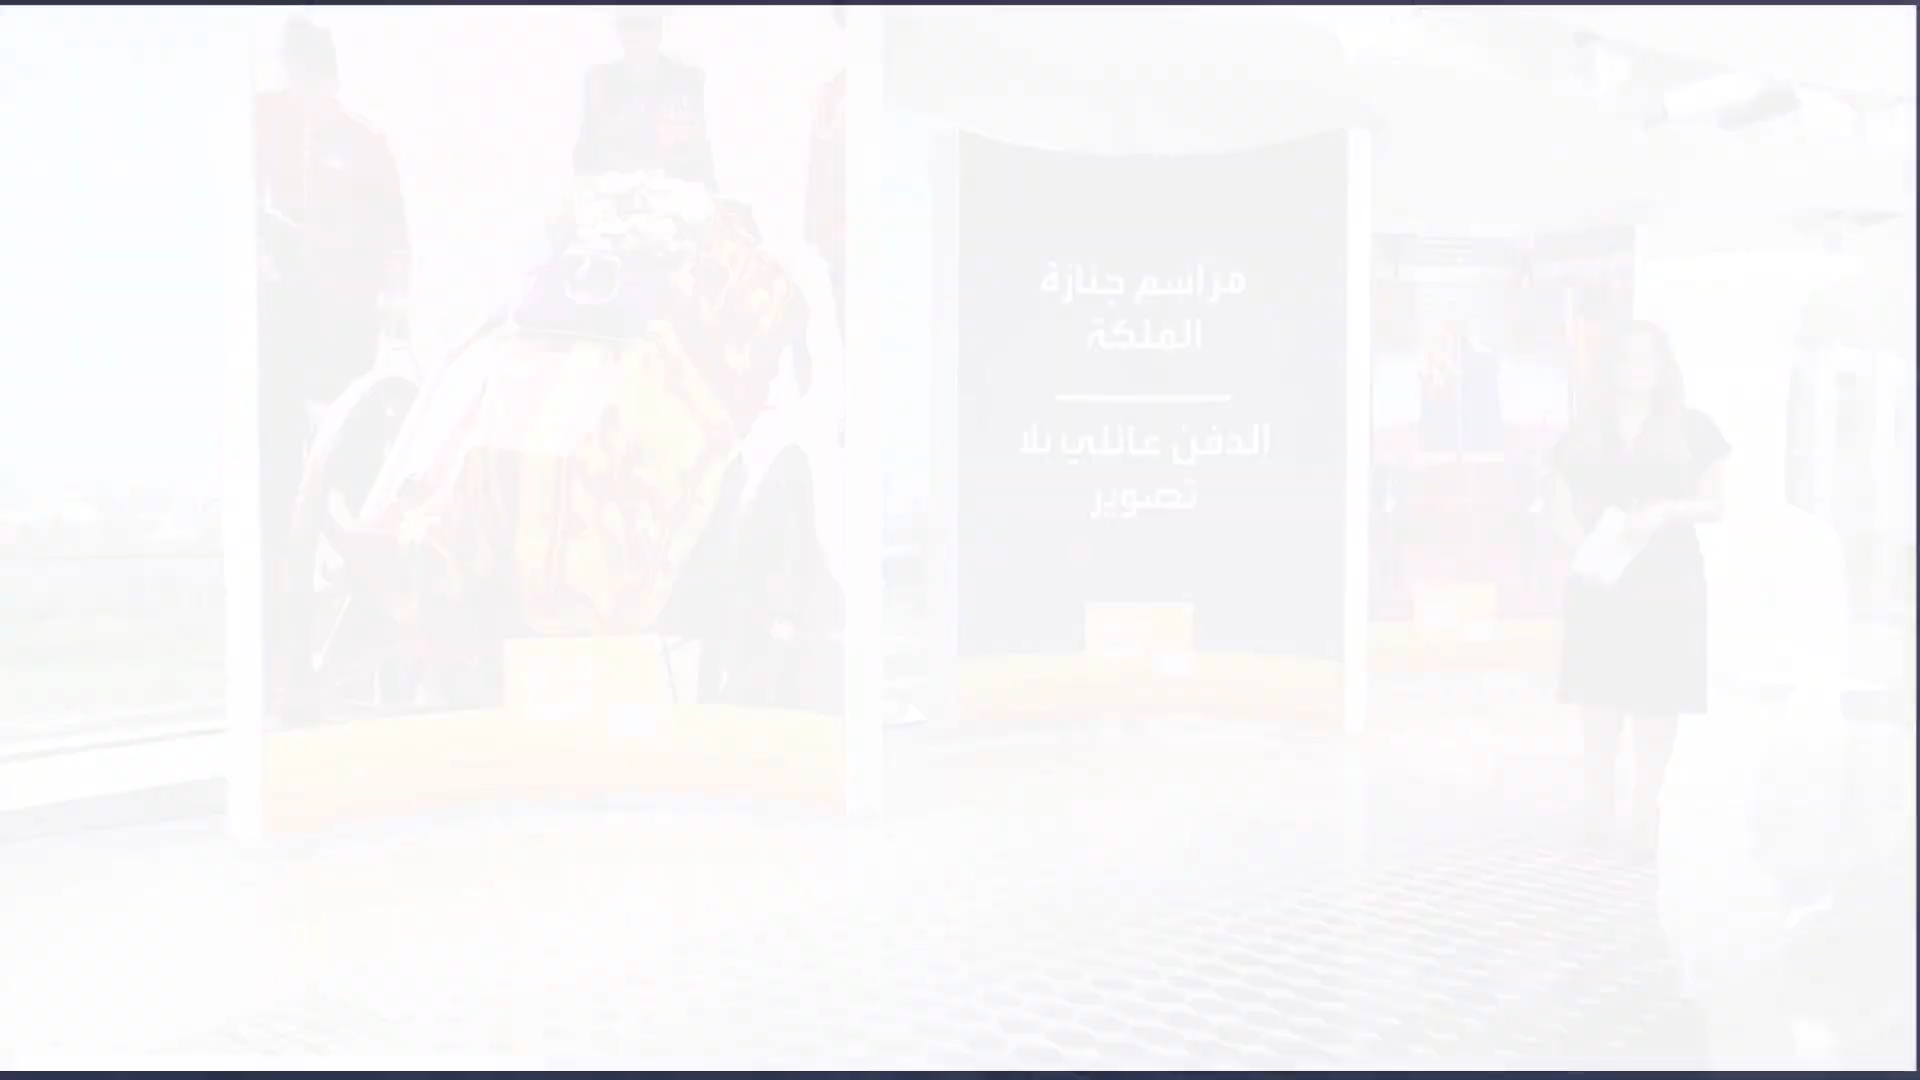 مراسم جنازة
الملكة
الدفن عائلي بلا
تصوير